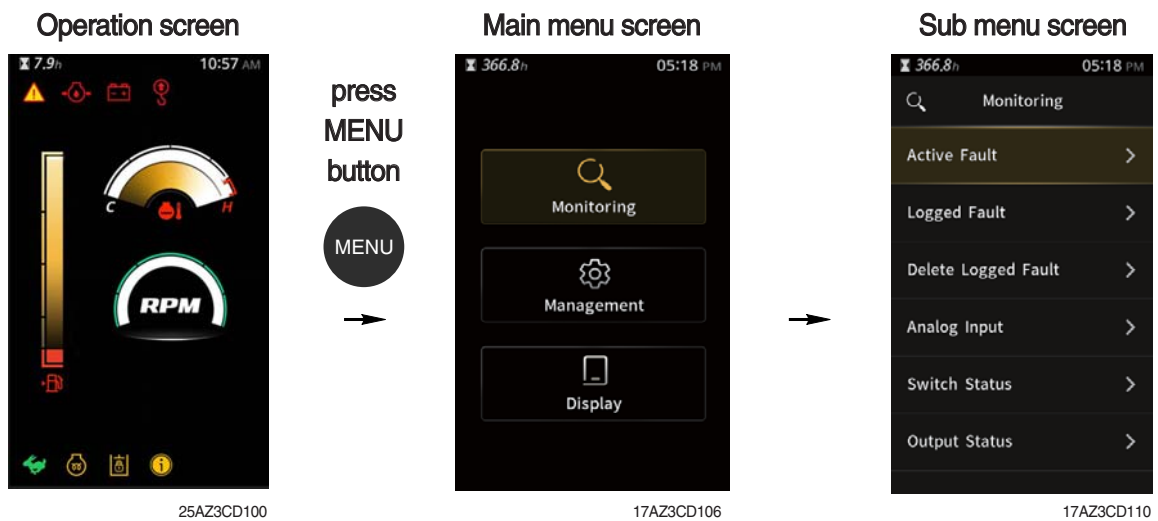 Operation screen
7.9h
10:57 AM
C
H
RPM
25AZ3CD100
press
MENU
button
MENU
Main menu screen
366.8h
05:18 PM
Monitoring
Management
Display
17AZ3CD106
Sub menu screen
366.8h
05:18 PM
Monitoring
Active Fault
Logged Fault
Delete Logged Fault
Analog Input
Switch Status
Output Status
17AZ3CD110